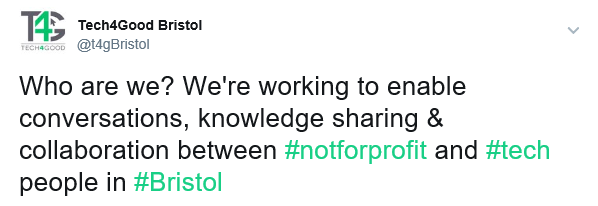 T4G
TECH4GOOD
Tech4Good Bristol
@t4gBristol
Who are we? We're working to enable
conversations, knowledge sharing &
collaboration between #notforprofit and #tech
people in #Bristol